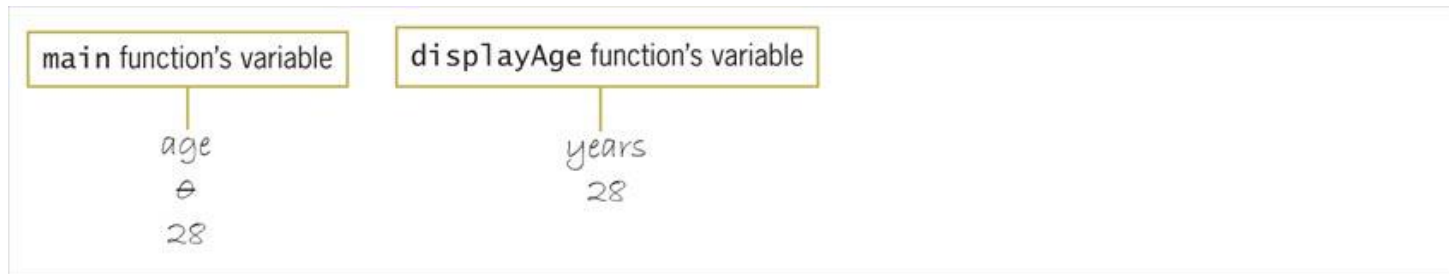 main function's variable
displayAge function's variable
age
years
0
28
28